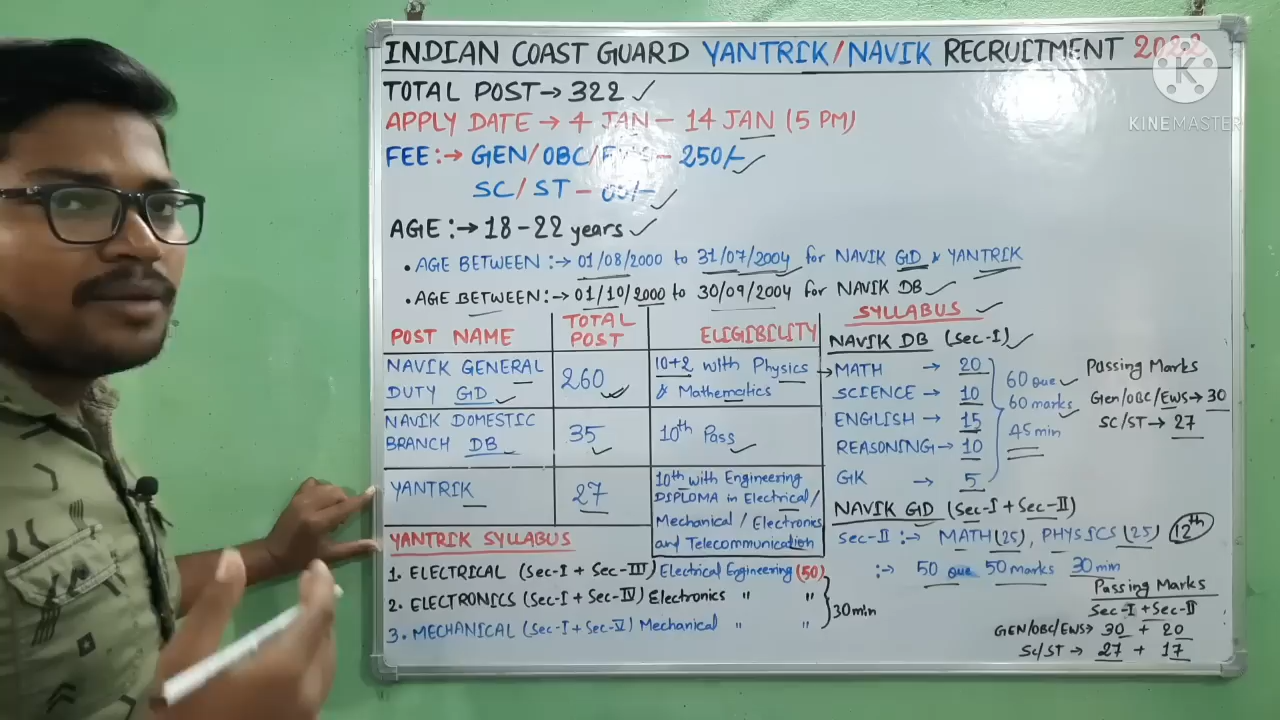 INDIAN COAST GUARD YANTRIK/NAVIK RECRUITMENT 2022
KINEMASTER
TOTAL POST→322
APPLY DATE → 4 JAN - 14 JAN (5 PM)
FEE:→ GEN/OBC/EWS - 250/-
SC/ST - 00/-
AGE:→18-22 years
• AGE BETWEEN:→ 01/08/2000 to 31/07/2004 for NAVIK GD & YANTRIK
• AGE BETWEEN:→ 01/10/2000 to 30/09/2004 for NAVIK DB
POST NAME
TOTAL POST
ELIGIBILITY
NAVIK GENERAL
DUTY GD
260
10+2 with Physics
& Mathematics
NAVIK DOMESTIC
BRANCH DB
35
10th Pass
YANTRIK
27
10th with Engineering
DIPLOMA in Electrical/
Mechanical/Electronics
and Telecommunication
YANTRIK SYLLABUS
1. ELECTRICAL (Sec-I + Sec-III) Electrical Engineering (50)
2. ELECTRONICS (Sec-I + Sec-IV) Electronics " "
3. MECHANICAL (Sec-I + Sec-V) Mechanical " "
30min
SYLLABUS
NAVIK DB (Sec-I)
→MATH → 20
SCIENCE → 10
ENGLISH → 15
REASONING→ 10
GK → 5
60 que
60 marks
45 min
Passing Marks
Gen/OBC/EWS→30
SC/ST→ 27
NAVIK GD (Sec-I + Sec-II)
Sec-II :→ MATH (25), PHYSICS (25) 12th
:→ 50 que 50 marks 30 min
Passing Marks
Sec-I + Sec-II
GEN/OBC/EWS→ 30 + 20
SC/ST → 27 + 17